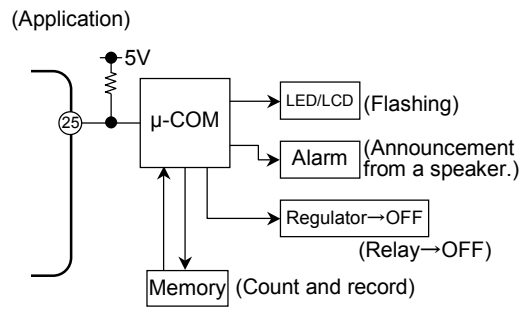 (Application)
5V
25
μ-COM
LED/LCD
(Flashing)
Alarm
(Announcement
from a speaker.)
Regulator→OFF
(Relay→OFF)
Memory
(Count and record)